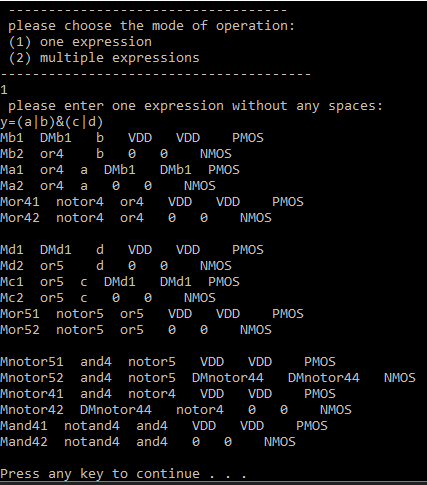 -----------------------------------
please choose the mode of operation:
(1) one expression
(2) multiple expressions
---------------------------------------
1
please enter one expression without any spaces:
y=(a|b)&(c|d)
Mb1 DMb1 b VDD VDD PMOS
Mb2 or4 b 0 0 NMOS
Ma1 or4 a DMb1 DMb1 PMOS
Ma2 or4 a 0 0 NMOS
Mor41 notor4 or4 VDD VDD PMOS
Mor42 notor4 or4 0 0 NMOS
Md1 DMd1 d VDD VDD PMOS
Md2 or5 d 0 0 NMOS
Mc1 or5 c DMd1 DMd1 PMOS
Mc2 or5 c 0 0 NMOS
Mor51 notor5 or5 VDD VDD PMOS
Mor52 notor5 or5 0 0 NMOS
Mnotor51 and4 notor5 VDD VDD PMOS
Mnotor52 and4 notor5 DMnotor44 DMnotor44 NMOS
Mnotor41 and4 notor4 VDD VDD PMOS
Mnotor42 DMnotor44 notor4 0 0 NMOS
Mand41 notand4 and4 VDD VDD PMOS
Mand42 notand4 and4 0 0 NMOS
Press any key to continue . . .